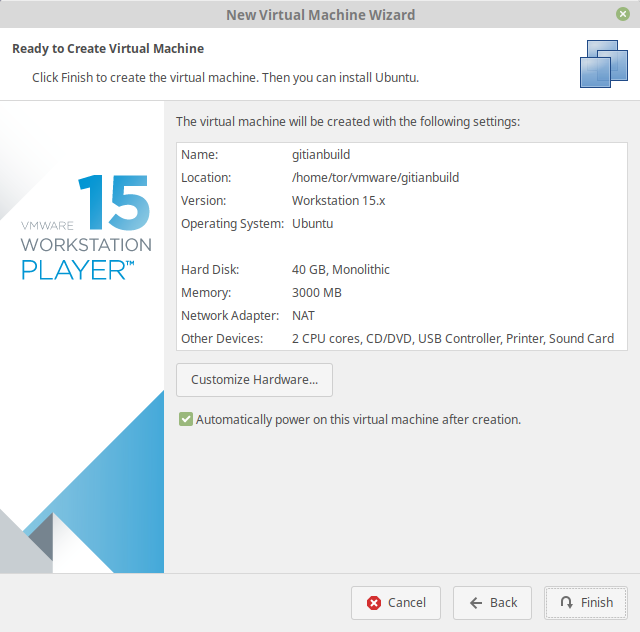 New Virtual Machine Wizard
Ready to Create Virtual Machine
Click Finish to create the virtual machine. Then you can install Ubuntu.
The virtual machine will be created with the following settings:
Name: gitianbuild
Location: /home/tor/vmware/gitianbuild
Version: Workstation 15.x
Operating System: Ubuntu
Hard Disk: 40 GB, Monolithic
Memory: 3000 MB
Network Adapter: NAT
Other Devices: 2 CPU cores, CD/DVD, USB Controller, Printer, Sound Card
VMWARE 15
WORKSTATION
PLAYER™
Customize Hardware...
Automatically power on this virtual machine after creation.
Cancel Back Finish